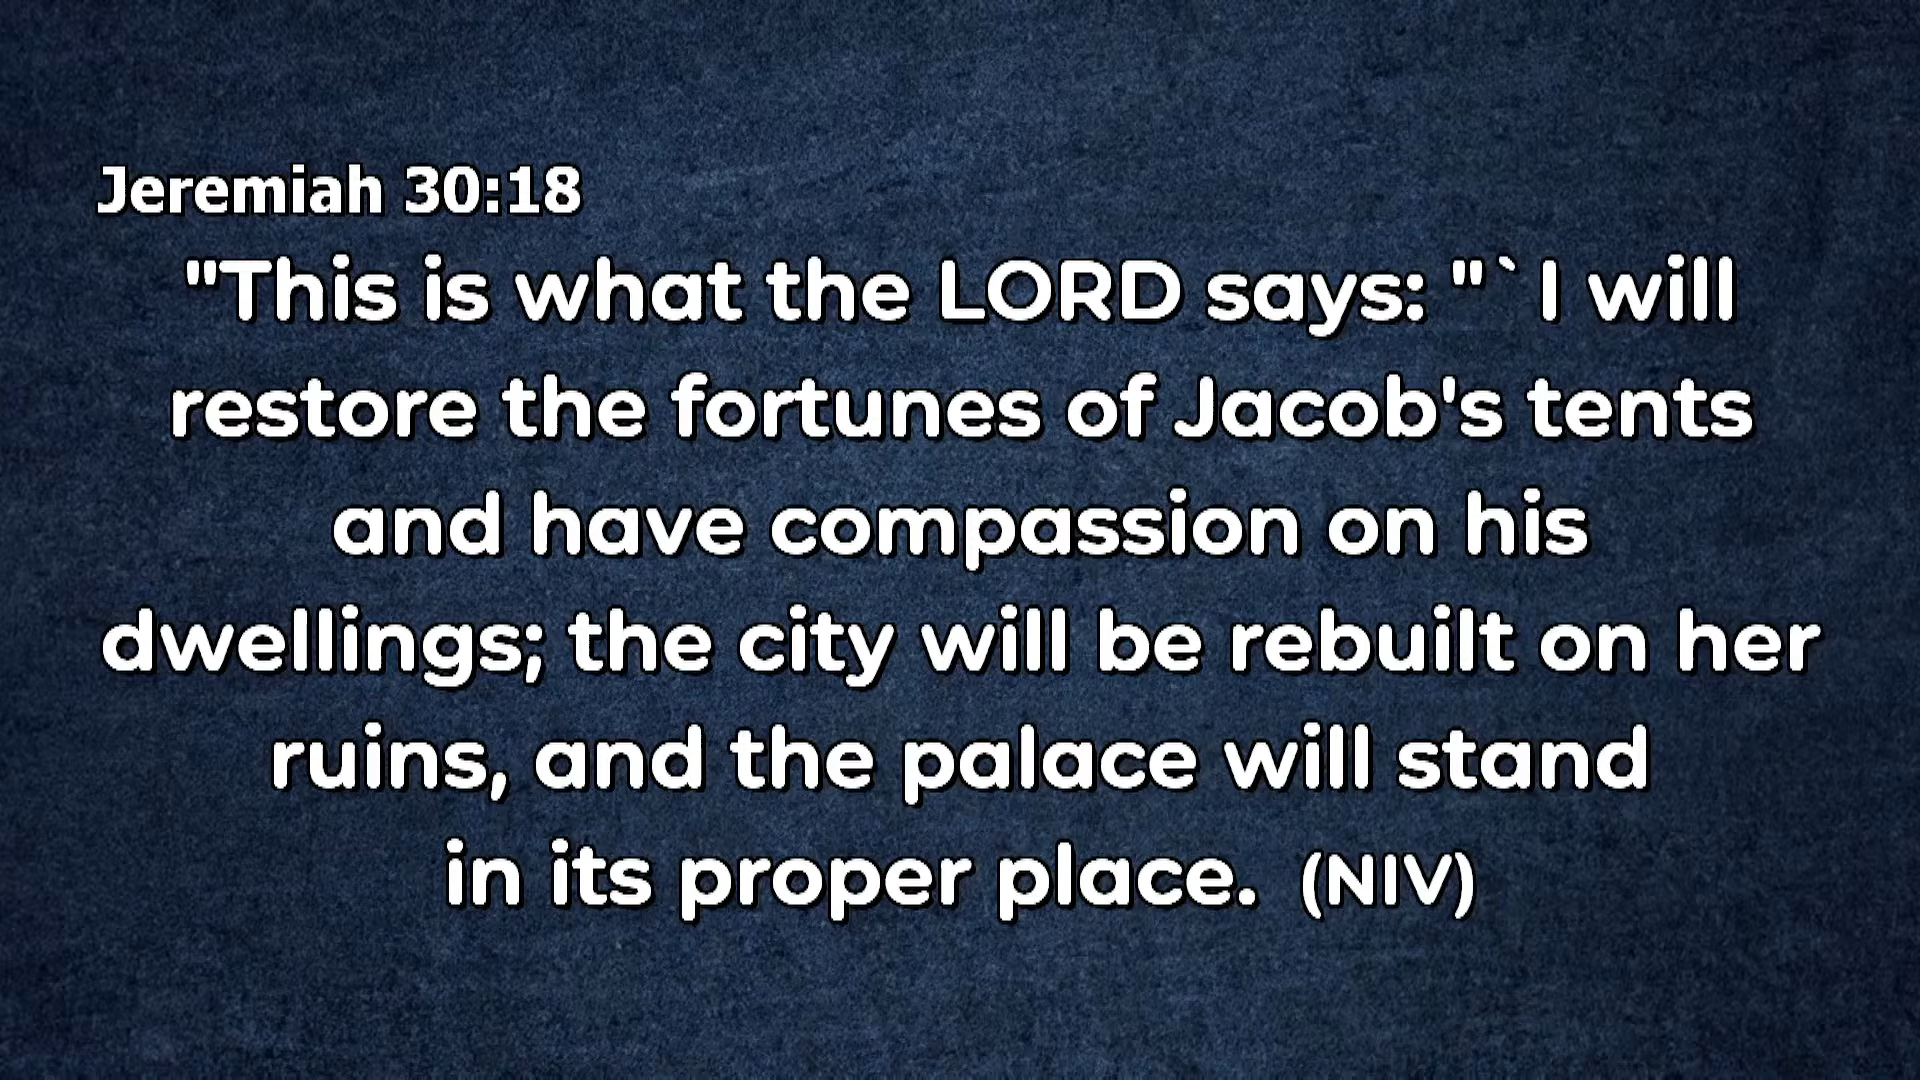 Jeremiah 30:18
"This is what the LORD says: "` I will
restore the fortunes of Jacob's tents
and have compassion on his
dwellings; the city will be rebuilt on her
ruins, and the palace will stand
in its proper place. (NIV)